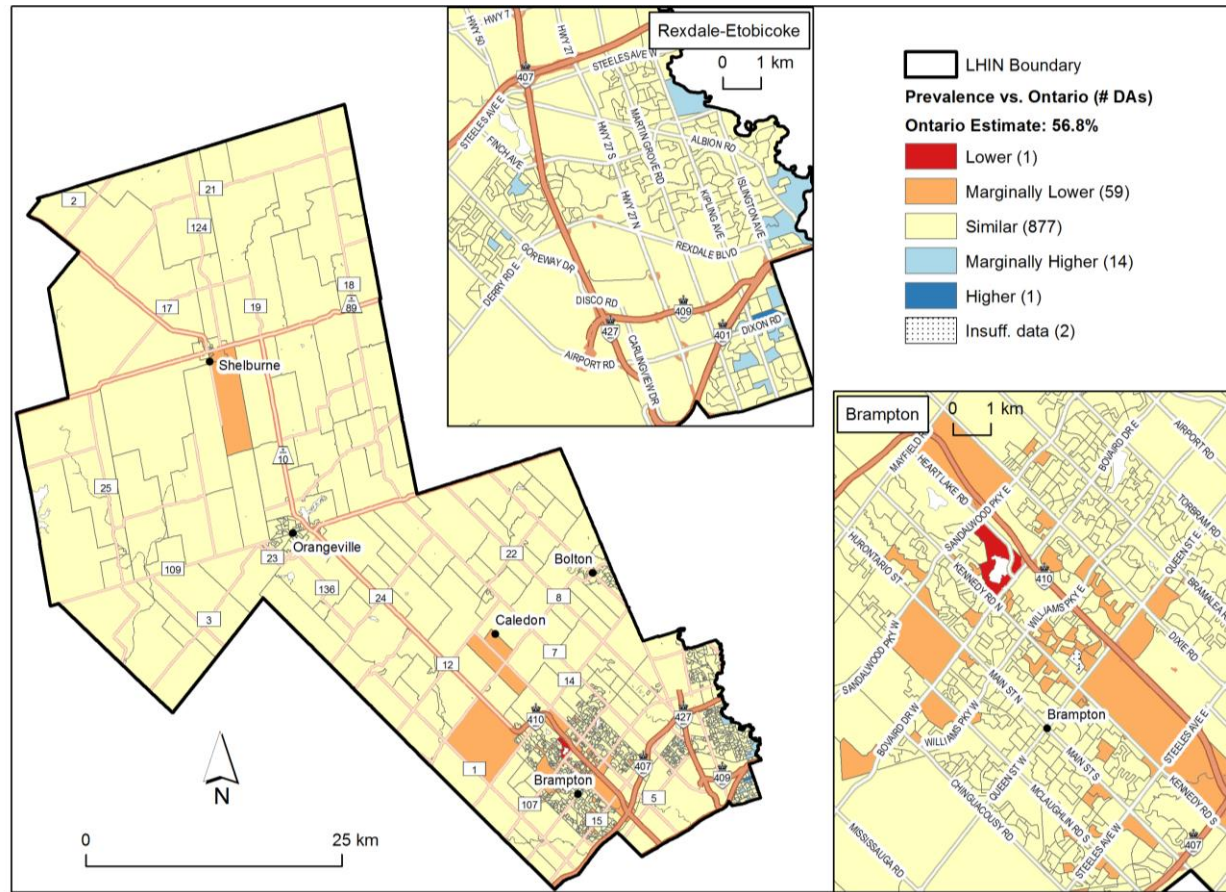 Rexdale-Etobicoke
0 1 km
HWY 7
HWY 50
HWY 27
STEELES AVE W
407
STEELES AVE E
FINCH AVE
HWY 27 S
MARTIN GROVE RD
ALBION RD
KIPLING AVE
ISLINGTON AVE
HWY 27 N
REXDALE BLVD
GOREWAY DR
DERRY RD E
DISCO RD
409
427
401
DIXON RD
AIRPORT RD
CARLINGVIEW DR
LHIN Boundary
Prevalence vs. Ontario (# DAs)
Ontario Estimate: 56.8%
Lower (1)
Marginally Lower (59)
Similar (877)
Marginally Higher (14)
Higher (1)
Insuff. data (2)
2
21
124
18
89
17
19
Shelburne
10
25
Orangeville
109
23
22
Bolton
136
24
8
3
Caledon
12
7
14
410
427
1
407
409
Brampton
107
5
15
N
0 25 km
Brampton
0 1 km
MAYFIELD RD
HEART LAKE RD
BOVAIRD DR E
AIRPORT RD
SANDALWOOD PKY E
TORBRAM RD
HURONTARIO ST
QUEEN ST E
KENNEDY RD N
410
BRAMALEA RD
WILLIAMS PKY E
DIXIE RD
SANDALWOOD PKY W
MAIN ST N
Brampton
BOVAIRD DR W
WILLIAMS PKY W
STEELES AVE E
QUEEN ST W
MAIN ST S
KENNEDY RD S
CHINGUACOUSY RD
MCLAUGHLIN RD S
STEELES AVE W
MISSISSAUGA RD
407